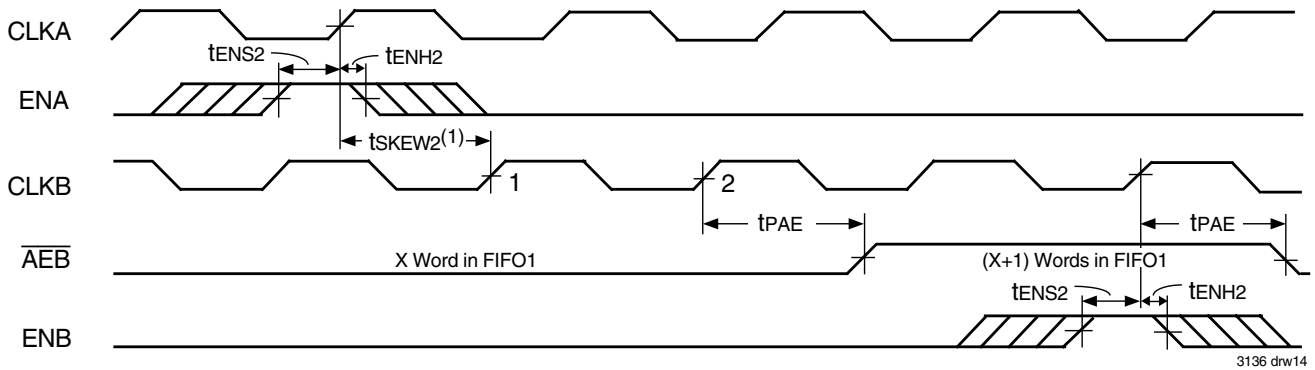 CLKA
tENS2 tENH2
ENA
tSKEW2(1)
CLKB 1 2
tPAE tPAE
AEB X Word in FIFO1 (X+1) Words in FIFO1
tENS2 tENH2
ENB
3136 drw14